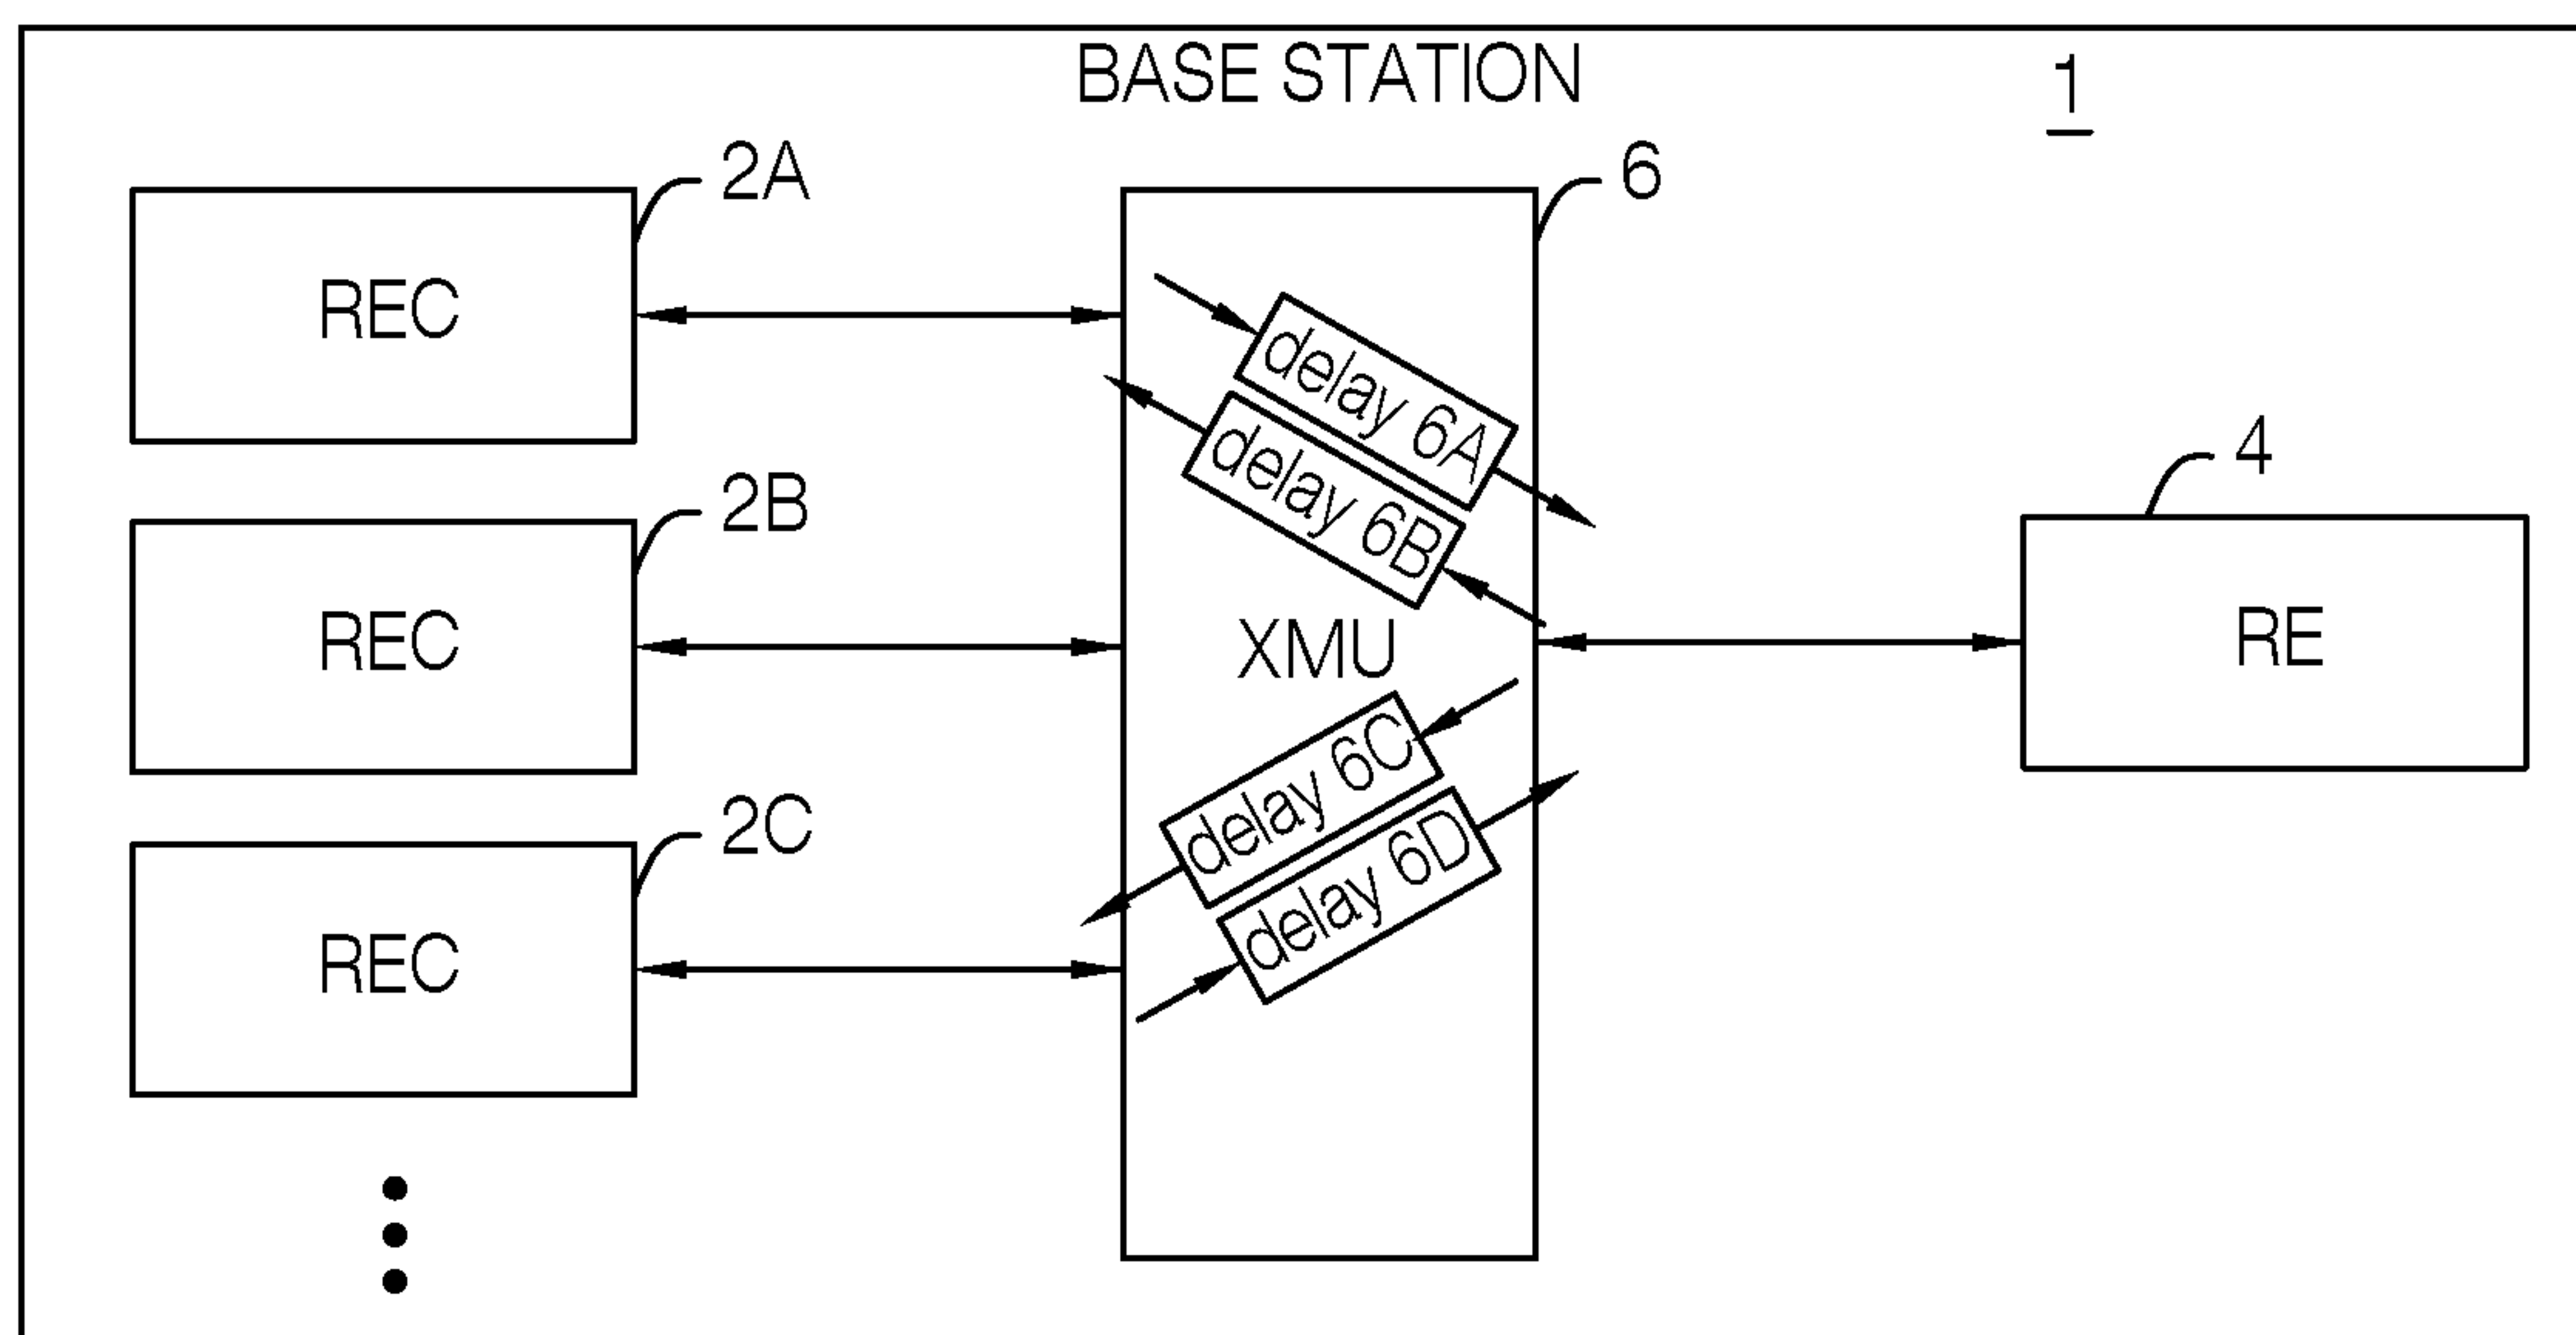 BASE STATION
1
2A
6
REC
delay 6A
delay 6B
2B
4
REC
XMU
RE
delay 6C
delay 6D
2C
REC